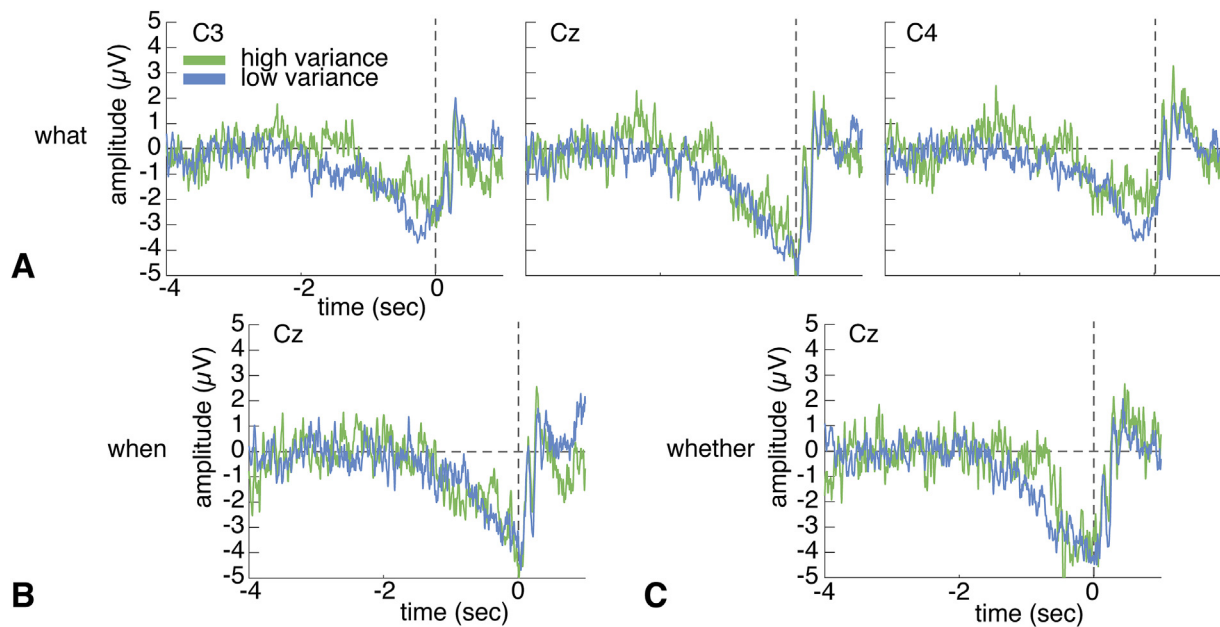 C3
high variance
low variance
Cz
C4
what
amplitude (µV)
5
4
3
2
1
0
-1
-2
-3
-4
-5
-4
-2
0
time (sec)
A
Cz
when
amplitude (µV)
5
4
3
2
1
0
-1
-2
-3
-4
-5
-4
-2
0
time (sec)
B
Cz
whether
amplitude (µV)
5
4
3
2
1
0
-1
-2
-3
-4
-5
-4
-2
0
time (sec)
C